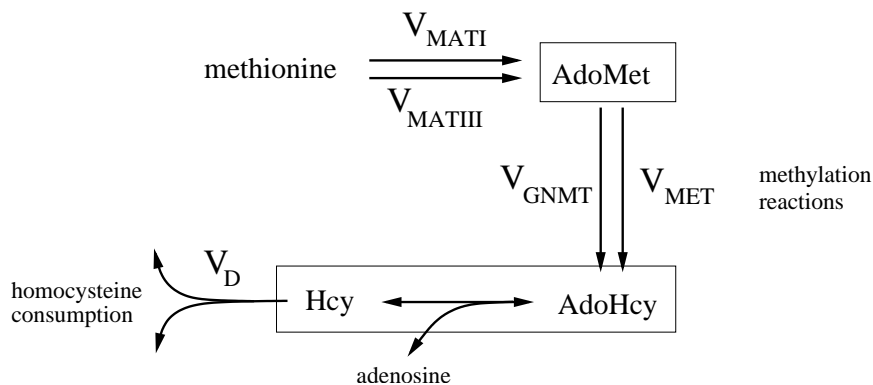 V_MATI
methionine
AdoMet
V_MATIII
V_GNMT
V_MET
methylation
reactions
V_D
homocysteine
consumption
Hcy
AdoHcy
adenosine